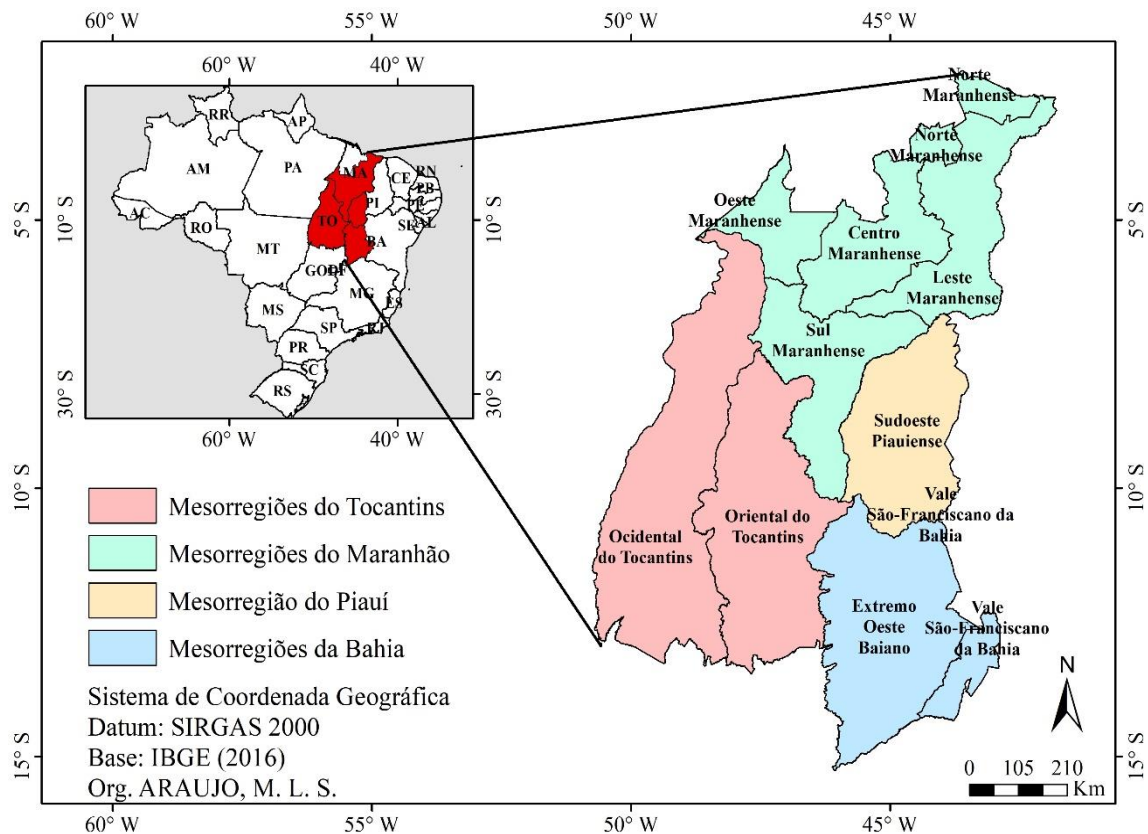 60° W
55° W
50° W
45° W
60° W
40° W
RR
AP
AM
PA
MA
CE
RN
PB
PI
PE
AC
TO
AL
SE
RO
BA
MT
GO
DF
MG
MS
ES
SP
RJ
PR
SC
RS
10° S
30° S
10° S
30° S
60° W
40° W
5° S
10° S
15° S
5° S
10° S
15° S
Norte
Maranhense
Norte
Maranhense
Oeste
Maranhense
Centro
Maranhense
Leste
Maranhense
Sul
Maranhense
Sudoeste
Piauiense
Vale
São-Franciscano da
Bahia
Ocidental
do Tocantins
Oriental do
Tocantins
Extremo
Oeste
Baiano
Vale
São-Franciscano
da Bahia
Mesorregiões do Tocantins
Mesorregiões do Maranhão
Mesorregião do Piauí
Mesorregiões da Bahia
Sistema de Coordenada Geográfica
Datum: SIRGAS 2000
Base: IBGE (2016)
Org. ARAUJO, M. L. S.
N
0 105 210
Km
60° W
55° W
50° W
45° W